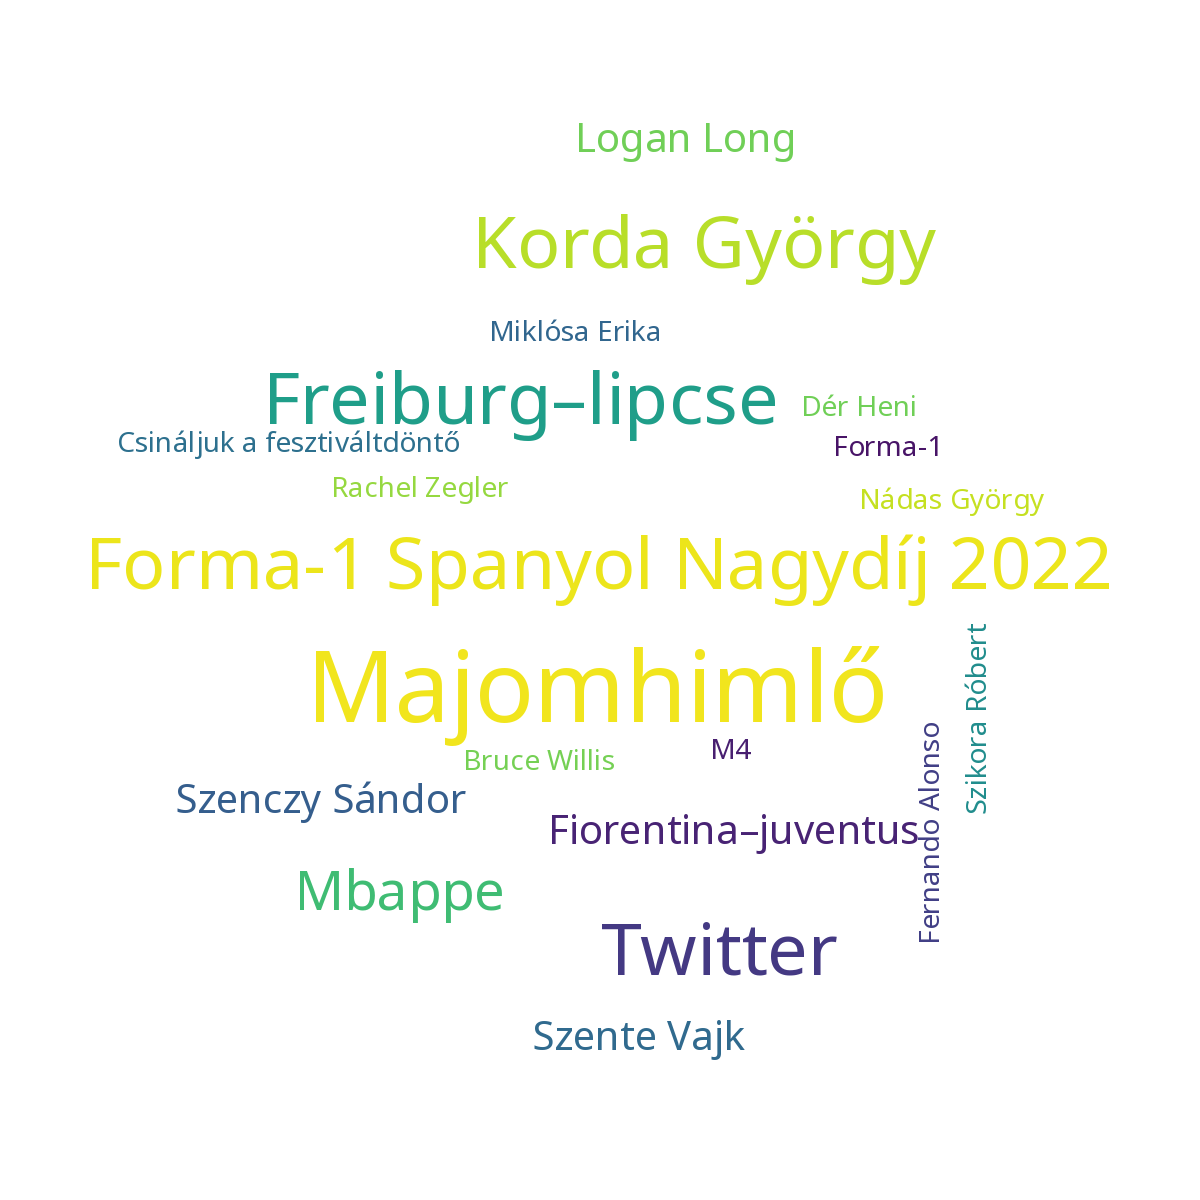 Logan Long
Korda György
Miklósa Erika
Freiburg–lipcse
Dér Heni
Csináljuk a fesztiváltdöntő
Forma-1
Rachel Zegler
Nádas György
Forma-1 Spanyol Nagydíj 2022
Majomhimlő
Szikora Róbert
Fernando Alonso
M4
Bruce Willis
Szenczy Sándor
Fiorentina–juventus
Mbappe
Twitter
Szente Vajk